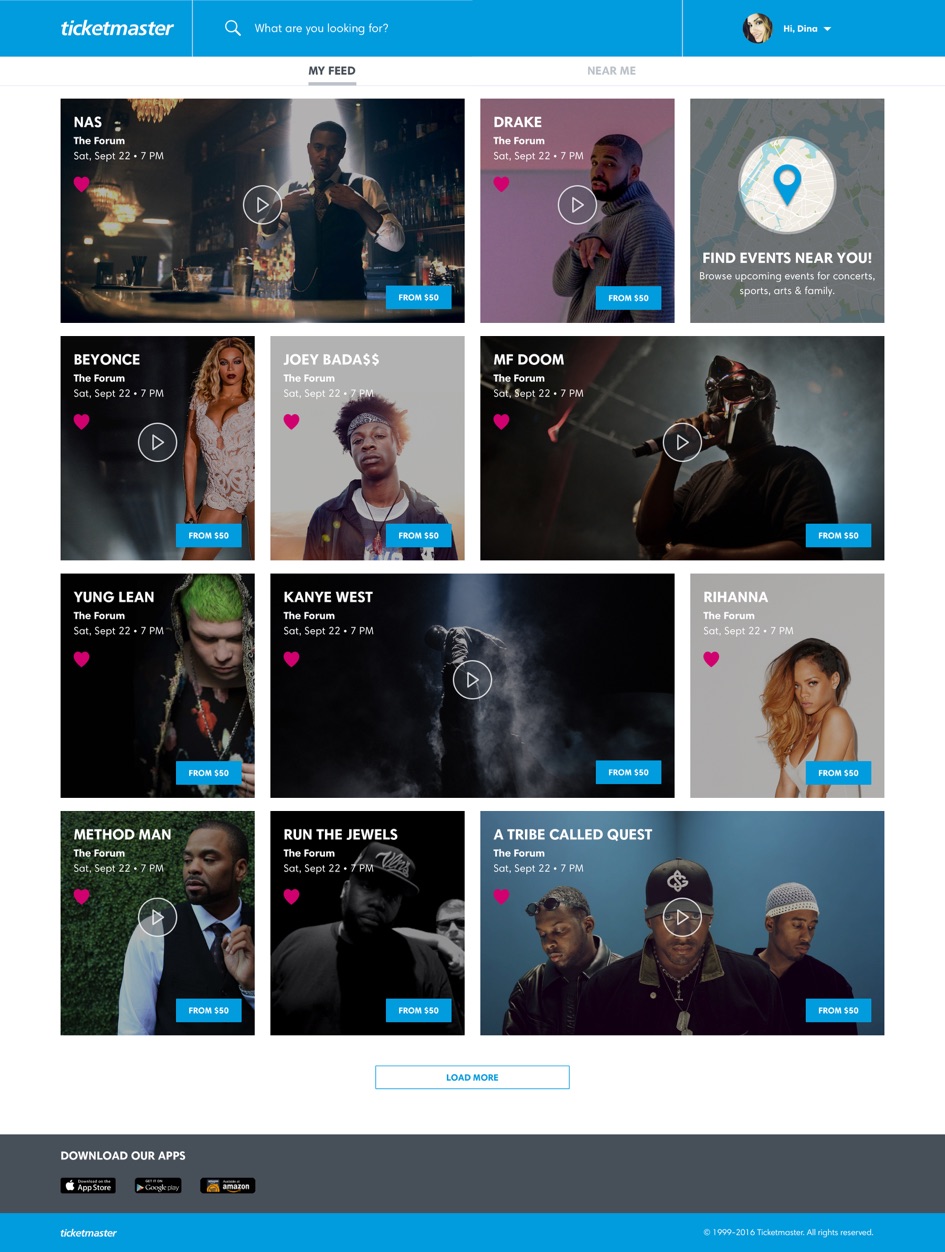 ticketmaster
What are you looking for?
Hi, Dina
MY FEED
NEAR ME
NAS
The Forum
Sat, Sept 22 • 7 PM
FROM $50
DRAKE
The Forum
Sat, Sept 22 • 7 PM
FROM $50
FIND EVENTS NEAR YOU!
Browse upcoming events for concerts,
sports, arts & family.
BEYONCE
The Forum
Sat, Sept 22 • 7 PM
FROM $50
JOEY BADA$$
The Forum
Sat, Sept 22 • 7 PM
FROM $50
MF DOOM
The Forum
Sat, Sept 22 • 7 PM
FROM $50
YUNG LEAN
The Forum
Sat, Sept 22 • 7 PM
FROM $50
KANYE WEST
The Forum
Sat, Sept 22 • 7 PM
FROM $50
RIHANNA
The Forum
Sat, Sept 22 • 7 PM
FROM $50
METHOD MAN
The Forum
Sat, Sept 22 • 7 PM
FROM $50
RUN THE JEWELS
The Forum
Sat, Sept 22 • 7 PM
FROM $50
A TRIBE CALLED QUEST
The Forum
Sat, Sept 22 • 7 PM
FROM $50
LOAD MORE
DOWNLOAD OUR APPS
Download on the
App Store
GET IT ON
Google play
Available at
amazon
ticketmaster
© 1999-2016 Ticketmaster. All rights reserved.